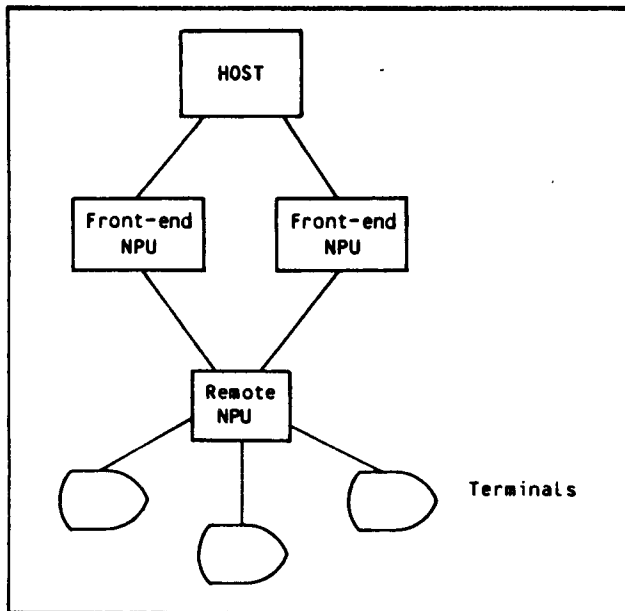 HOST
Front-end
NPU
Front-end
NPU
Remote
NPU
Terminals